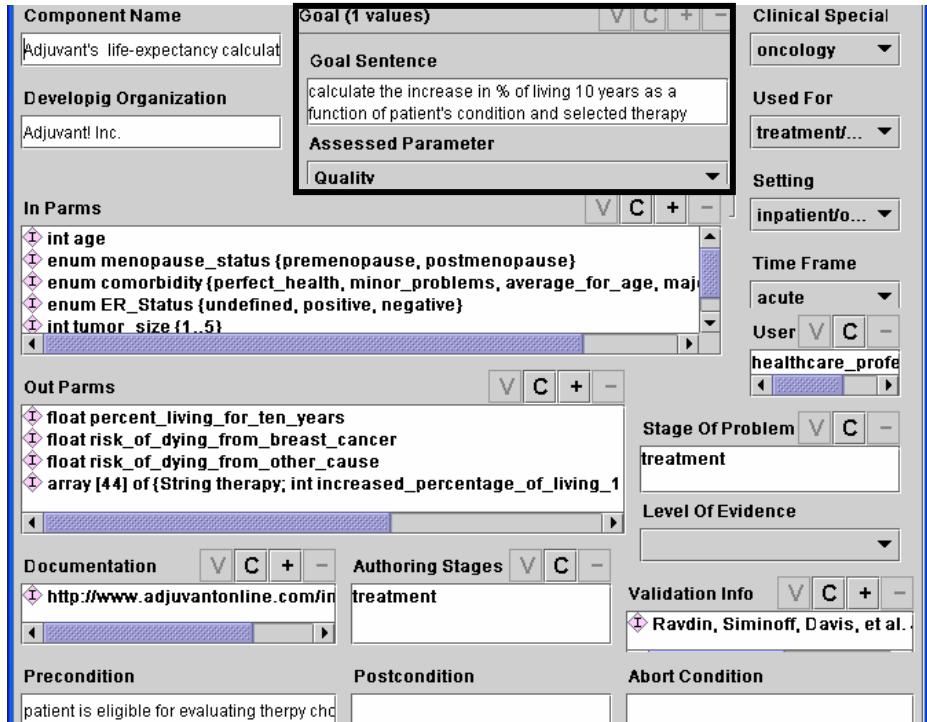 Component Name
Adjuvant's life-expectancy calculat
Developig Organization
Adjuvant! Inc.
Goal (1 values)
V C + −
Goal Sentence
calculate the increase in % of living 10 years as a
function of patient's condition and selected therapy
Assessed Parameter
Quality
Clinical Special
oncology
Used For
treatment/...
Setting
inpatient/o...
Time Frame
acute
User V C −
healthcare_profe
In Parms
V C + −
int age
enum menopause_status {premenopause, postmenopause}
enum comorbidity {perfect_health, minor_problems, average_for_age, maj
enum ER_Status {undefined, positive, negative}
int tumor_size {1..5}
Out Parms
V C + −
float percent_living_for_ten_years
float risk_of_dying_from_breast_cancer
float risk_of_dying_from_other_cause
array [44] of {String therapy; int increased_percentage_of_living_1
Stage Of Problem V C −
treatment
Level Of Evidence
Documentation V C + −
http://www.adjuvantonline.com/in
Authoring Stages V C −
treatment
Validation Info V C + −
Ravdin, Siminoff, Davis, et al.
Precondition
patient is eligible for evaluating therpy cho
Postcondition
Abort Condition